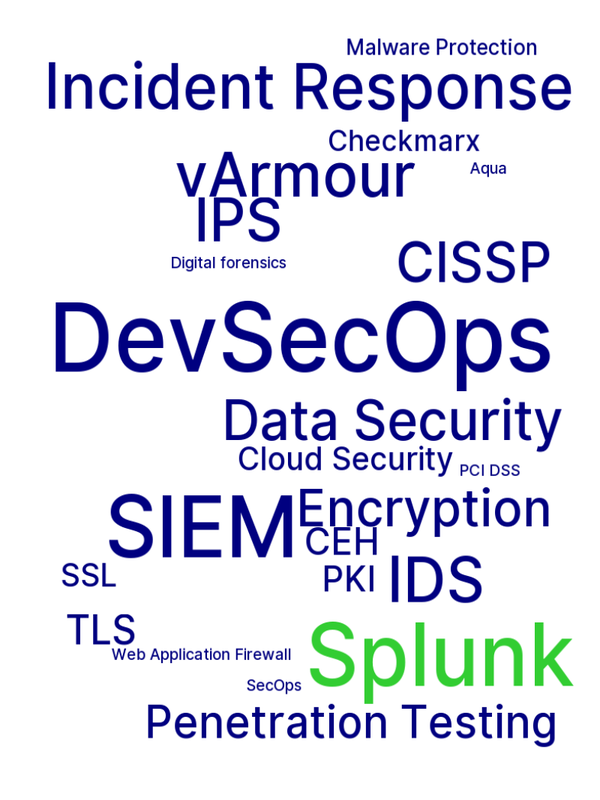 Malware Protection
Incident Response
Checkmarx
vArmour
Aqua
IPS
Digital forensics
CISSP
DevSecOps
Data Security
Cloud Security
PCI DSS
SIEM
Encryption
CEH
SSL
PKI
IDS
TLS
Web Application Firewall
Splunk
SecOps
Penetration Testing